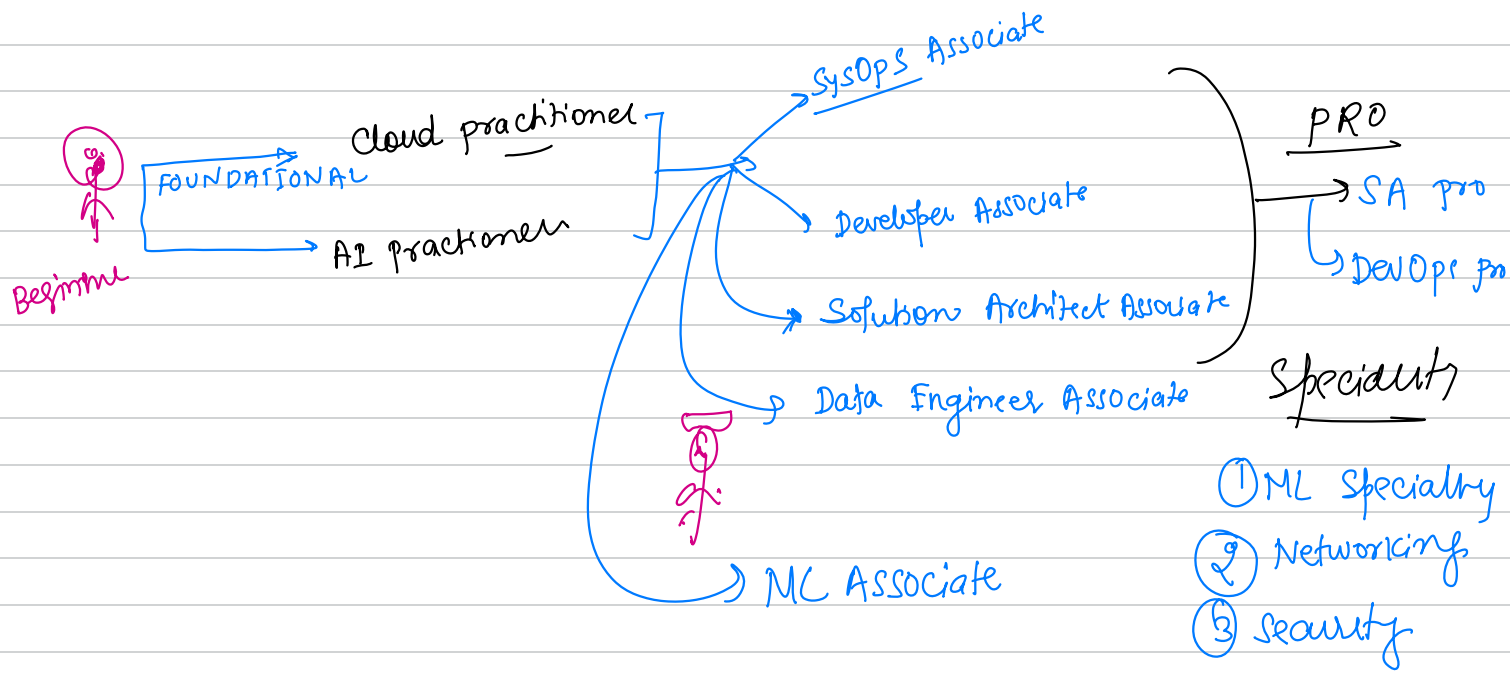 Beginner
FOUNDATIONAL
Cloud practitioner
AI practioner
SysOps Associate
Developer Associate
Solution Architect Associate
Data Engineer Associate
ML Associate
PRO
SA pro
DevOps pro
Speciality
① ML Specialty
② Networking
③ Security